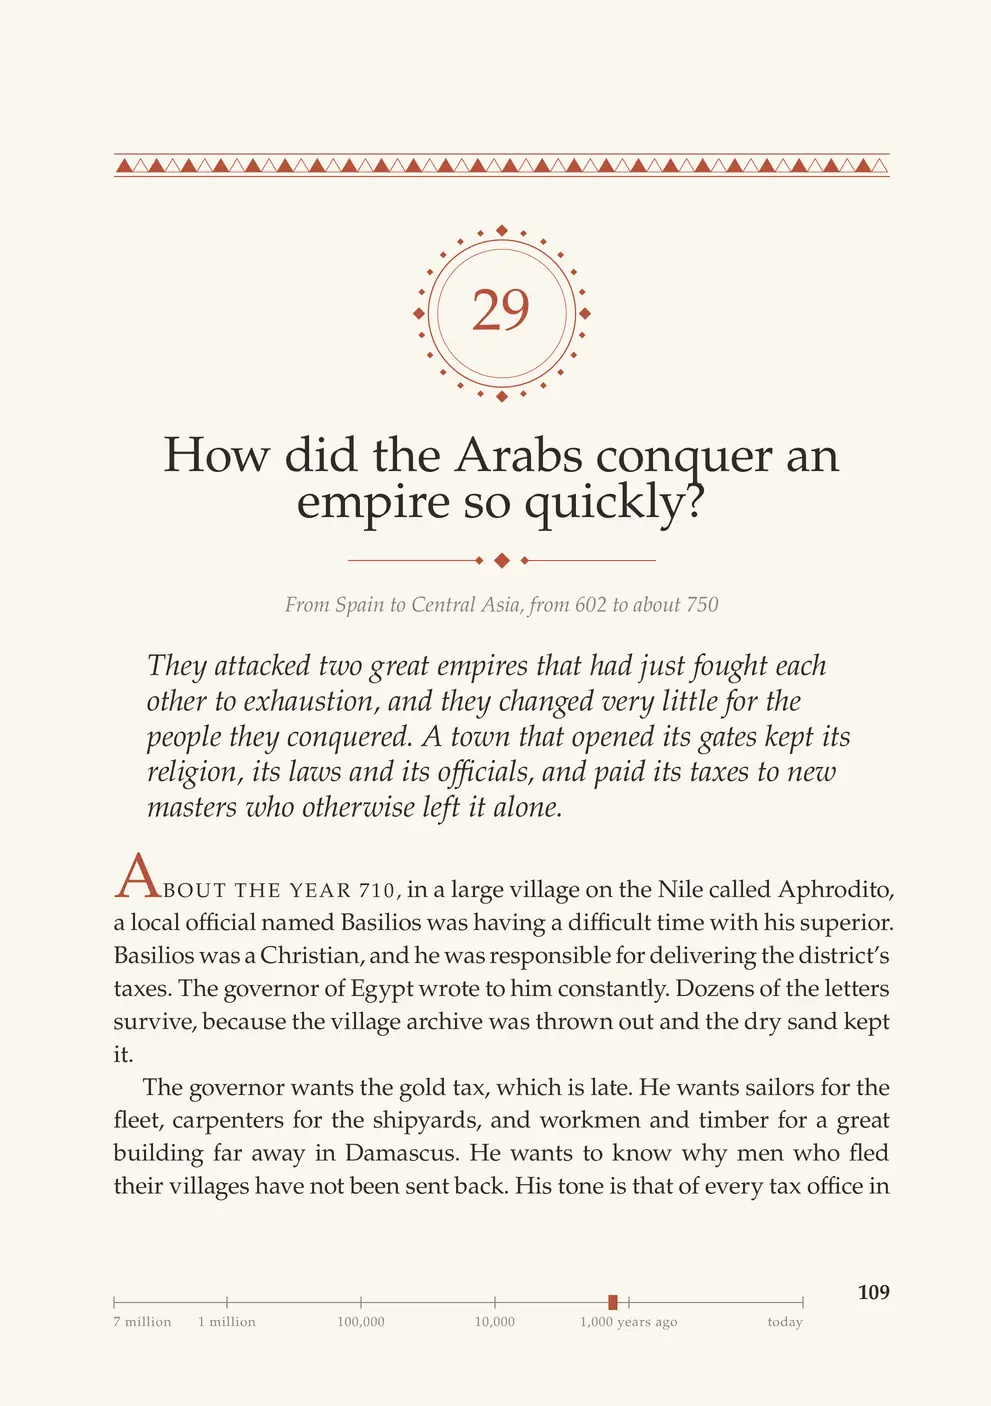 29
How did the Arabs conquer an
empire so quickly?
From Spain to Central Asia, from 602 to about 750
They attacked two great empires that had just fought each
other to exhaustion, and they changed very little for the
people they conquered. A town that opened its gates kept its
religion, its laws and its officials, and paid its taxes to new
masters who otherwise left it alone.
ABOUT THE YEAR 710, in a large village on the Nile called Aphrodito,
a local official named Basilios was having a difficult time with his superior.
Basilios was a Christian, and he was responsible for delivering the district’s
taxes. The governor of Egypt wrote to him constantly. Dozens of the letters
survive, because the village archive was thrown out and the dry sand kept
it.
The governor wants the gold tax, which is late. He wants sailors for the
fleet, carpenters for the shipyards, and workmen and timber for a great
building far away in Damascus. He wants to know why men who fled
their villages have not been sent back. His tone is that of every tax office in
109
7 million 1 million 100,000 10,000 1,000 years ago today